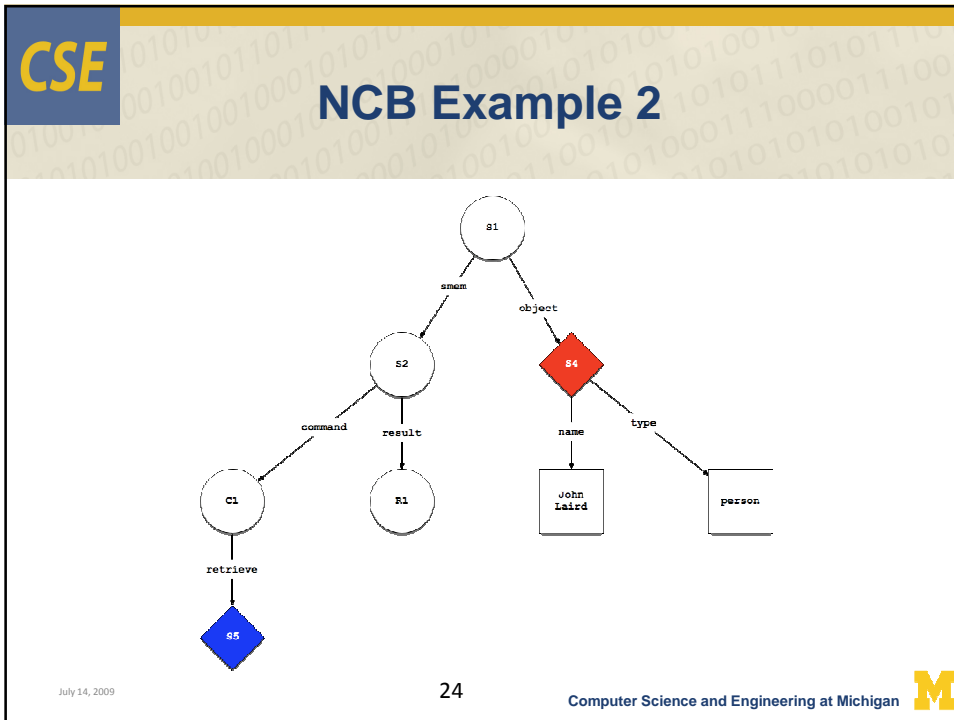 CSE
NCB Example 2
S1
smem
object
S2
S4
command
result
name
type
C1
R1
John
Laird
person
retrieve
S5
July 14, 2009
24
Computer Science and Engineering at Michigan
M